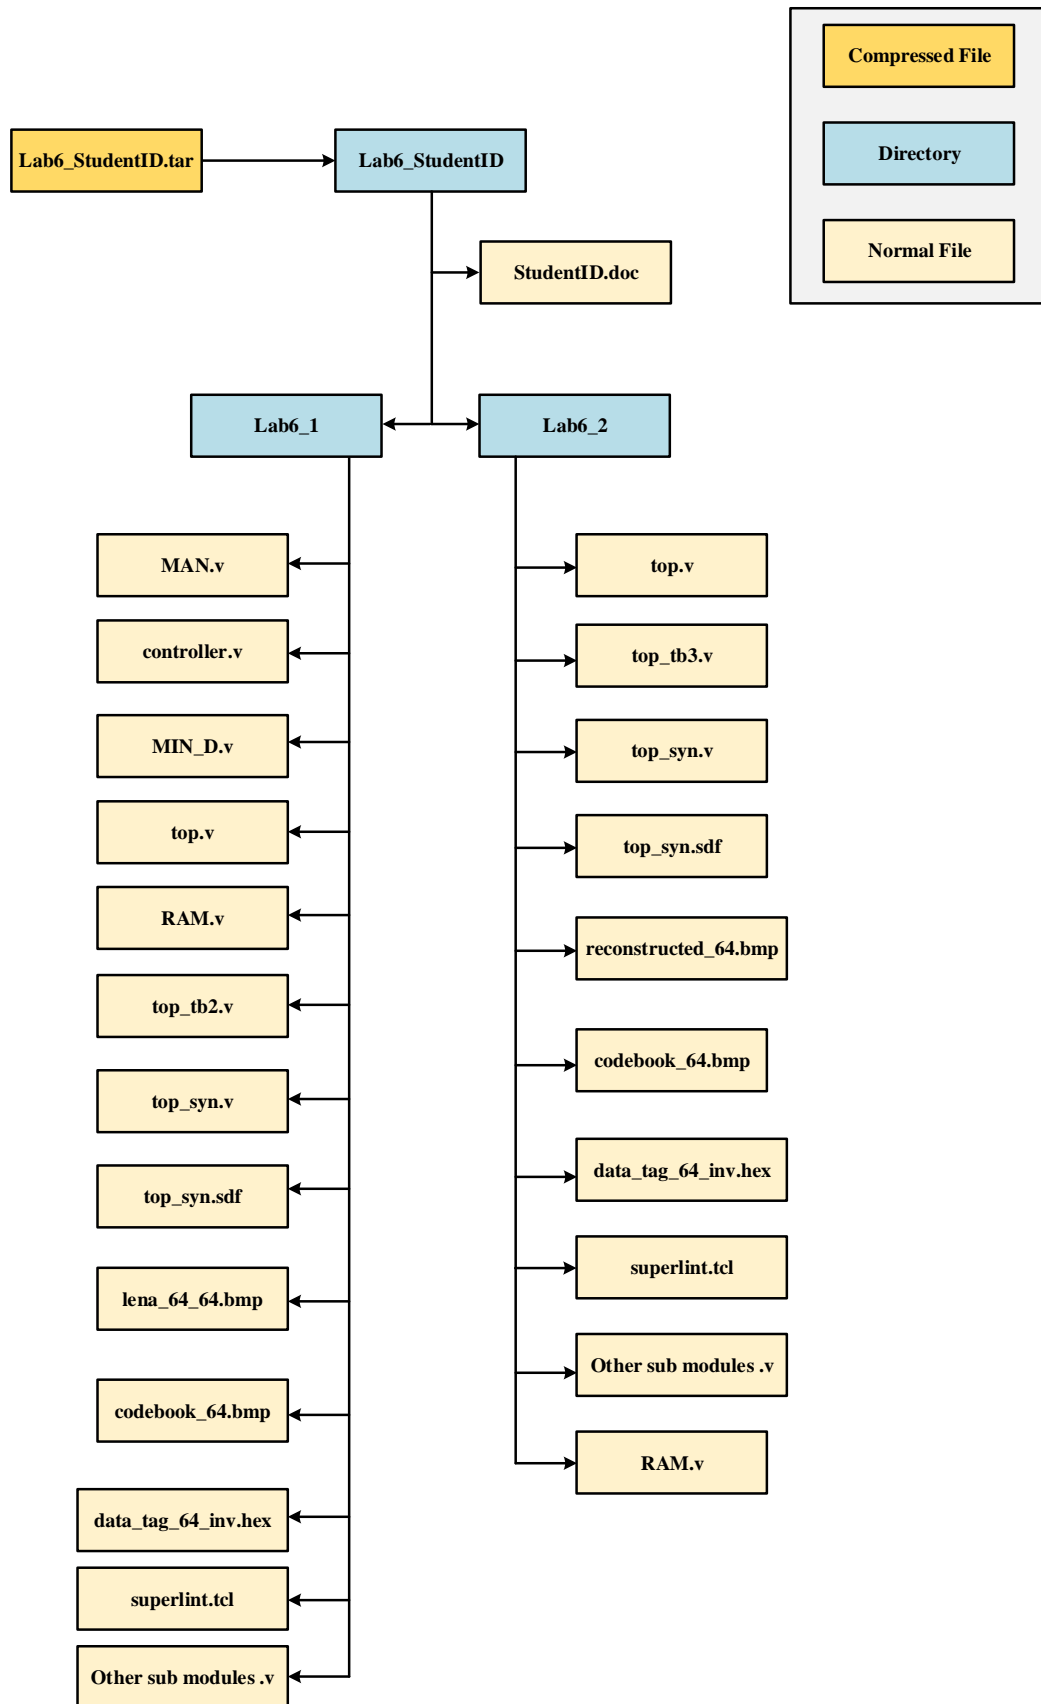 Compressed File
Directory
Normal File
Lab6_StudentID.tar
Lab6_StudentID
StudentID.doc
Lab6_1
Lab6_2
MAN.v
controller.v
MIN_D.v
top.v
RAM.v
top_tb2.v
top_syn.v
top_syn.sdf
lena_64_64.bmp
codebook_64.bmp
data_tag_64_inv.hex
superlint.tcl
Other sub modules .v
top.v
top_tb3.v
top_syn.v
top_syn.sdf
reconstructed_64.bmp
codebook_64.bmp
data_tag_64_inv.hex
superlint.tcl
Other sub modules .v
RAM.v